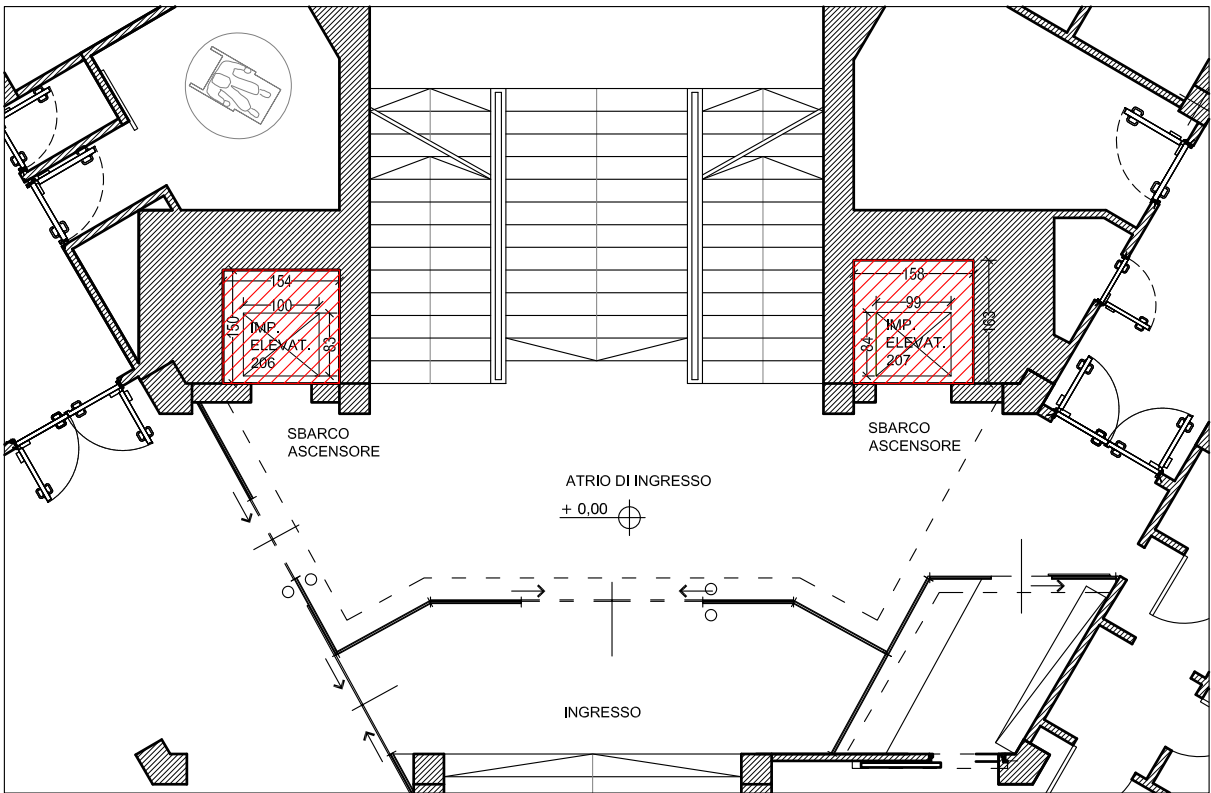 154
100
150
IMP.
ELEVAT.
206
83
158
99
163
84
IMP.
ELEVAT.
207
SBARCO
ASCENSORE
SBARCO
ASCENSORE
ATRIO DI INGRESSO
+ 0,00
INGRESSO